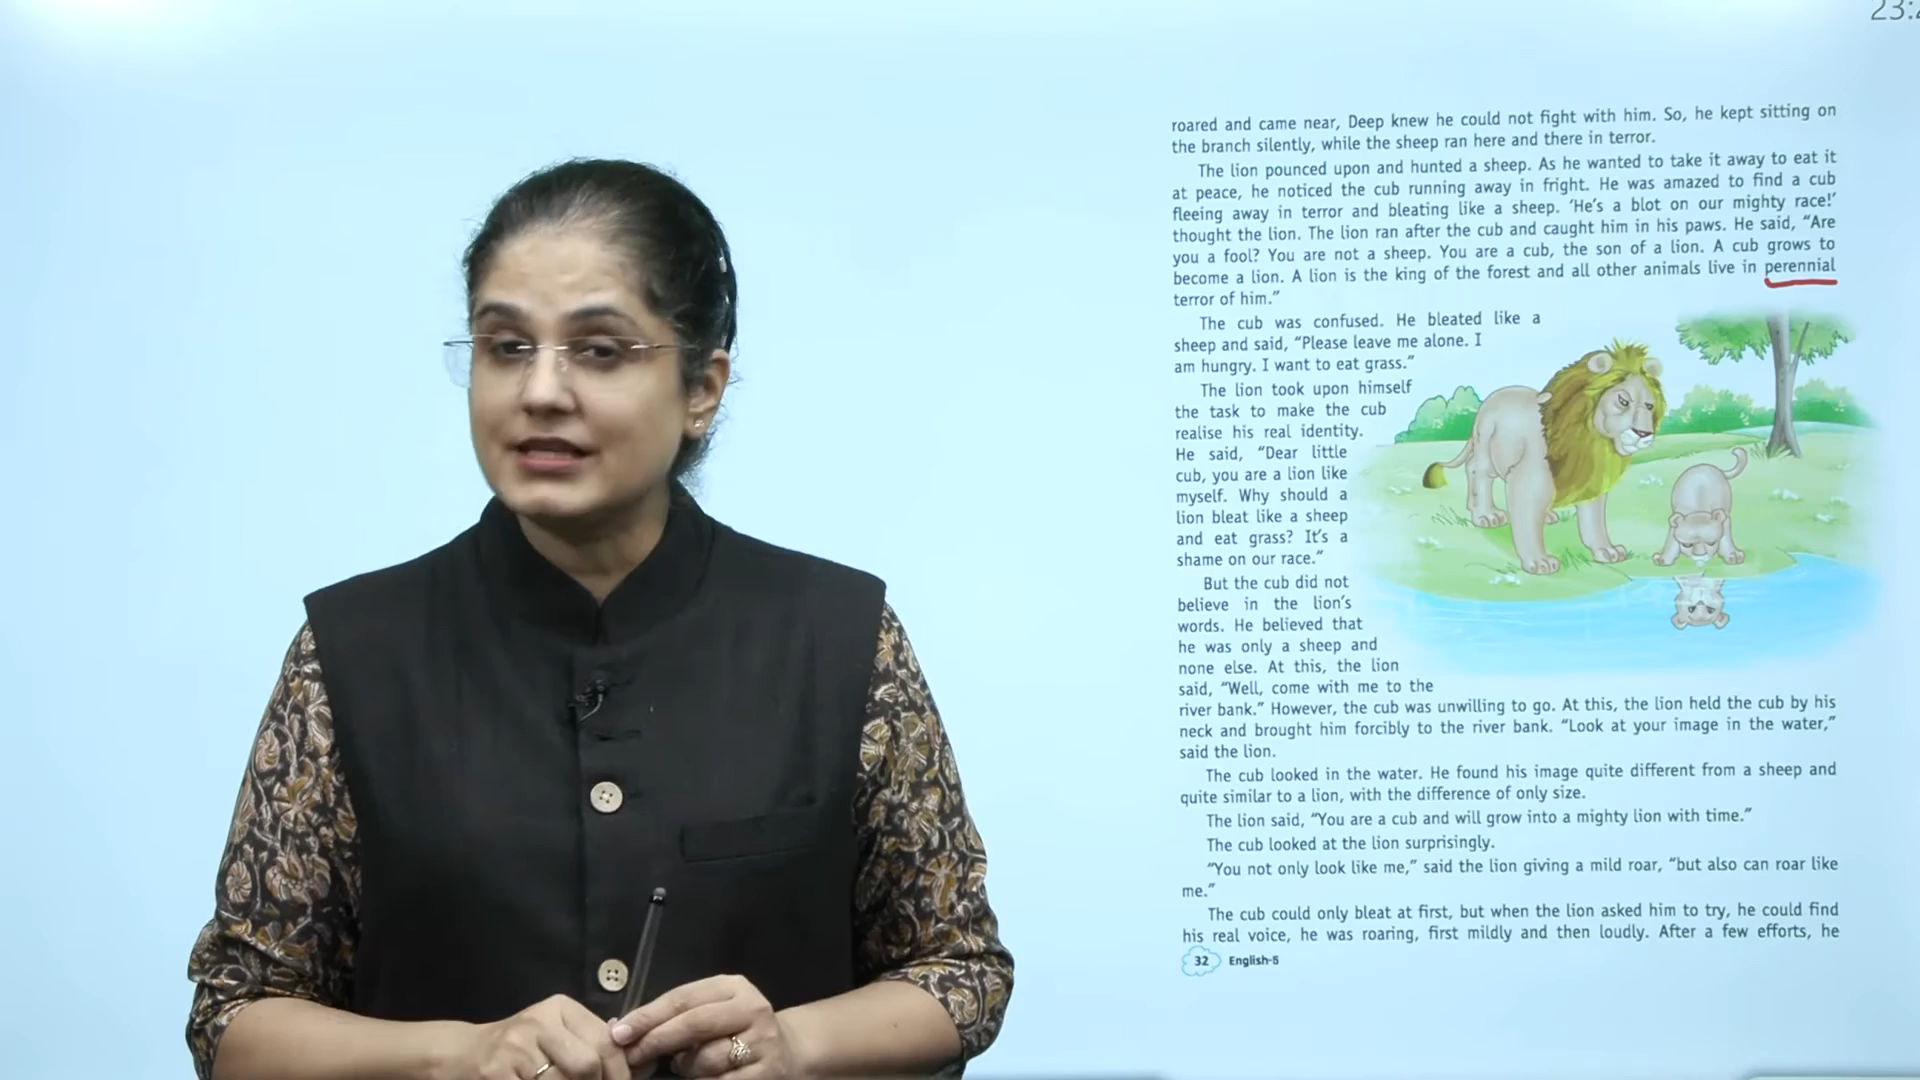 23:
roared and came near, Deep knew he could not fight with him. So, he kept sitting on
the branch silently, while the sheep ran here and there in terror.
The lion pounced upon and hunted a sheep. As he wanted to take it away to eat it
at peace, he noticed the cub running away in fright. He was amazed to find a cub
fleeing away in terror and bleating like a sheep. ‘He’s a blot on our mighty race!’
thought the lion. The lion ran after the cub and caught him in his paws. He said, “Are
you a fool? You are not a sheep. You are a cub, the son of a lion. A cub grows to
become a lion. A lion is the king of the forest and all other animals live in perennial
terror of him.”
The cub was confused. He bleated like a
sheep and said, “Please leave me alone. I
am hungry. I want to eat grass.”
The lion took upon himself
the task to make the cub
realise his real identity.
He said, “Dear little
cub, you are a lion like
myself. Why should a
lion bleat like a sheep
and eat grass? It’s a
shame on our race.”
But the cub did not
believe in the lion’s
words. He believed that
he was only a sheep and
none else. At this, the lion
said, “Well, come with me to the
river bank.” However, the cub was unwilling to go. At this, the lion held the cub by his
neck and brought him forcibly to the river bank. “Look at your image in the water,”
said the lion.
The cub looked in the water. He found his image quite different from a sheep and
quite similar to a lion, with the difference of only size.
The lion said, “You are a cub and will grow into a mighty lion with time.”
The cub looked at the lion surprisingly.
“You not only look like me,” said the lion giving a mild roar, “but also can roar like
me.”
The cub could only bleat at first, but when the lion asked him to try, he could find
his real voice, he was roaring, first mildly and then loudly. After a few efforts, he
32 English-5